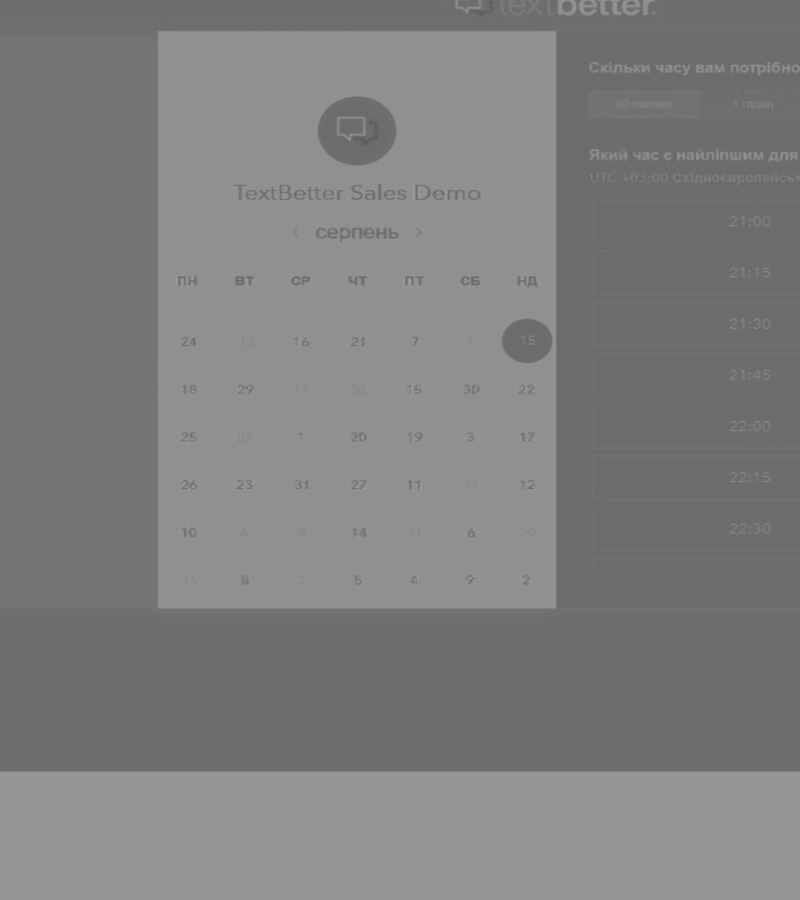 textbetter.
TextBetter Sales Demo
‹ серпень ›
ПН ВТ СР ЧТ ПТ СБ НД
24 13 16 21 7 1 15
18 29 17 30 15 30 22
25 25 1 20 19 3 17
26 23 31 27 11 11 12
10 6 9 14 11 6 20
15 8 2 5 4 9 2
Скільки часу вам потрібно
40 хвилин 1 годин
Який час є найліпшим для
UTC +03:00 Східноєвропейськ
21:00
21:15
21:30
21:45
22:00
22:15
22:30